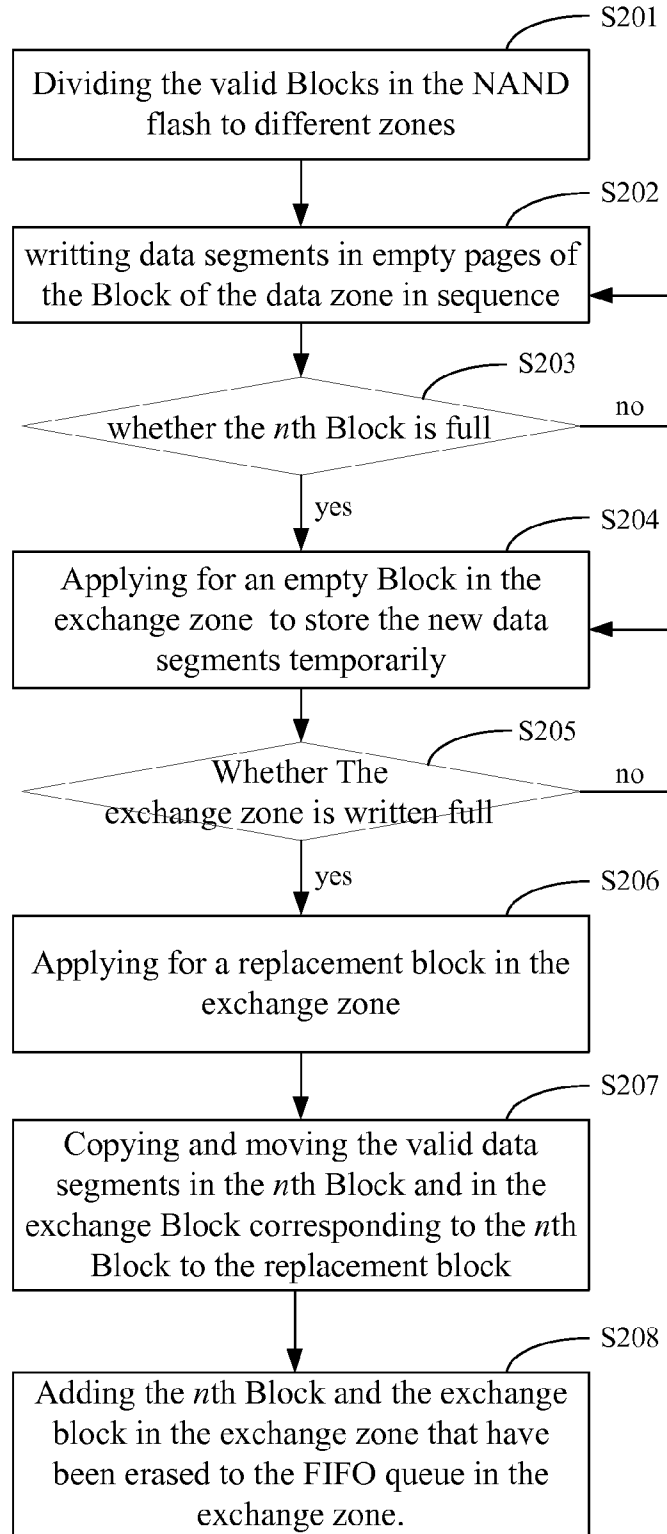 S201
Dividing the valid Blocks in the NAND
flash to different zones
S202
writting data segments in empty pages of
the Block of the data zone in sequence
S203
whether the nth Block is full
no
yes
S204
Applying for an empty Block in the
exchange zone to store the new data
segments temporarily
S205
Whether The
exchange zone is written full
no
yes
S206
Applying for a replacement block in the
exchange zone
S207
Copying and moving the valid data
segments in the nth Block and in the
exchange Block corresponding to the nth
Block to the replacement block
S208
Adding the nth Block and the exchange
block in the exchange zone that have
been erased to the FIFO queue in the
exchange zone.